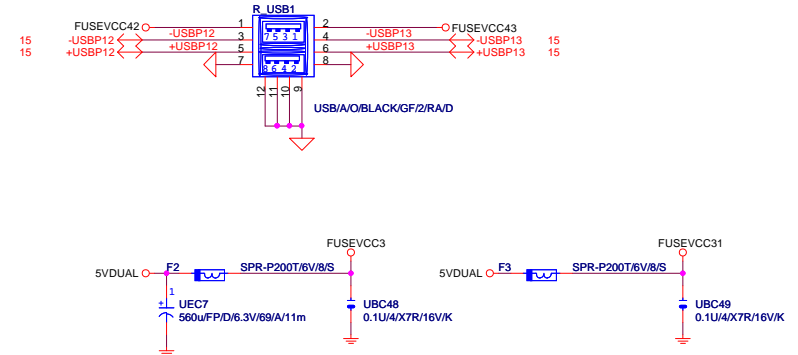 R_USB1
FUSEVCC42 1 2 FUSEVCC43
15 -USBP12 -USBP12 3 7 5 3 1 4 -USBP13 -USBP13 15
15 +USBP12 +USBP12 5 6 +USBP13 +USBP13 15
7 8 6 4 2 8
12 11 10 9
USB/A/O/BLACK/GF/2/RA/D
FUSEVCC3
5VDUAL F2 SPR-P200T/6V/8/S
1
+ UEC7
560u/FP/D/6.3V/69/A/11m
UBC48
0.1U/4/X7R/16V/K
FUSEVCC31
5VDUAL F3 SPR-P200T/6V/8/S
UBC49
0.1U/4/X7R/16V/K